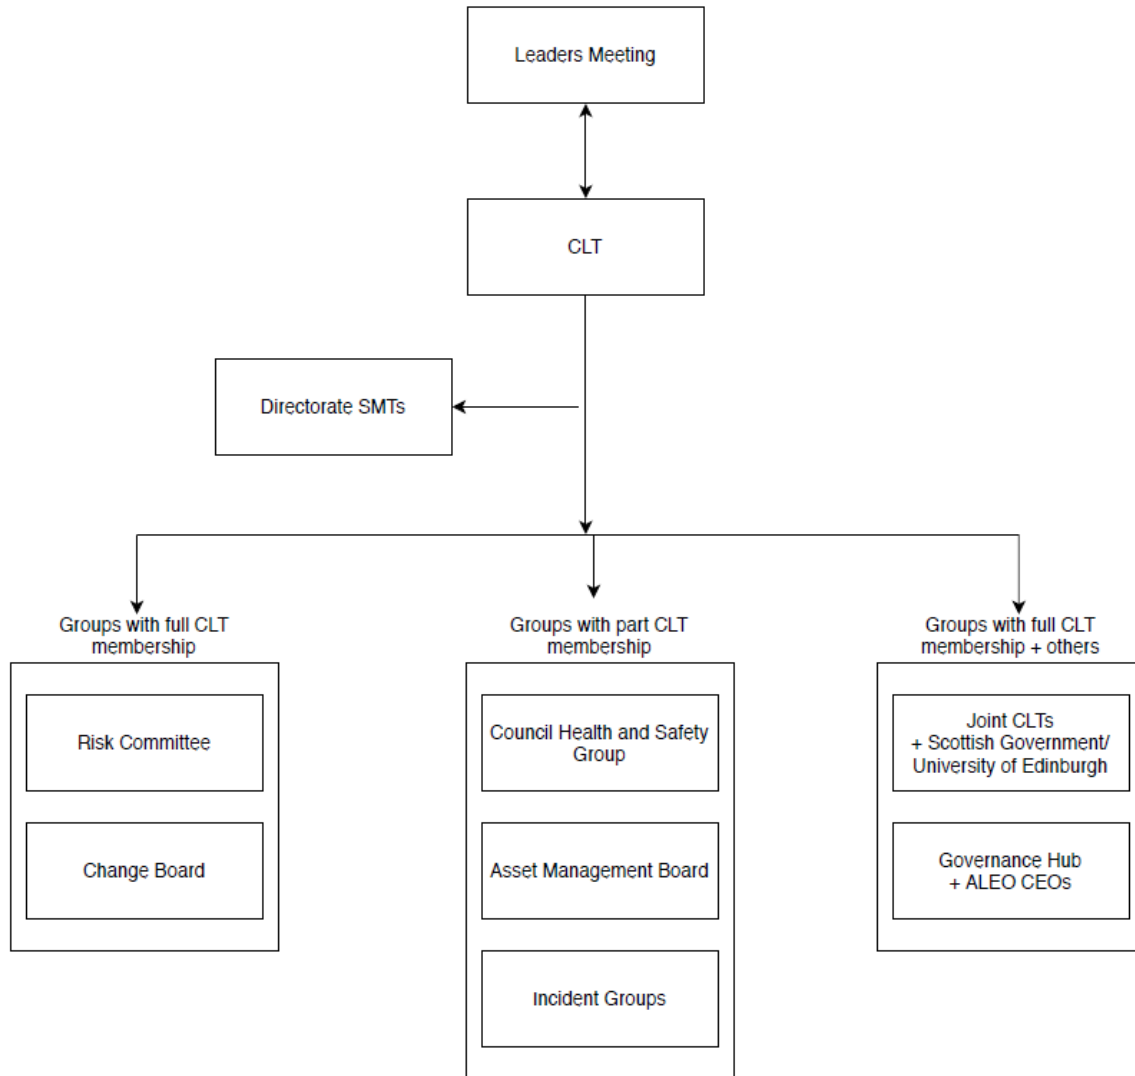 Leaders Meeting
CLT
Directorate SMTs
Groups with full CLT
membership
Risk Committee
Change Board
Groups with part CLT
membership
Council Health and Safety
Group
Asset Management Board
Incident Groups
Groups with full CLT
membership + others
Joint CLTs
+ Scottish Government/
University of Edinburgh
Governance Hub
+ ALEO CEOs